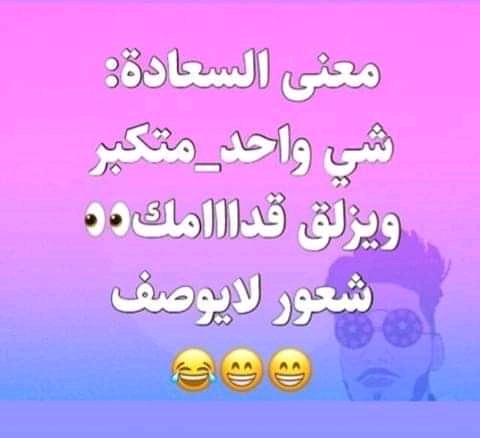 معنى السعادة:
شي واحد_متكبر
ويزلق قداااامك👀
شعور لايوصف
😂😁😁